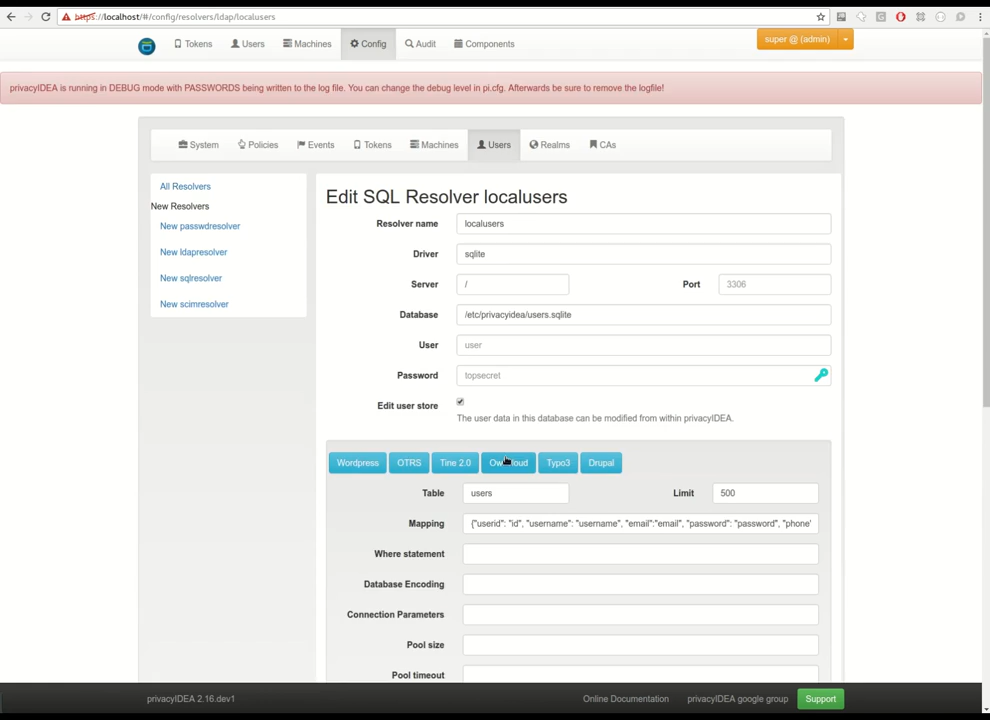 https://localhost/#/config/resolvers/ldap/localusers
Tokens Users Machines Config Audit Components super @ (admin)
privacyIDEA is running in DEBUG mode with PASSWORDS being written to the log file. You can change the debug level in pi.cfg. Afterwards be sure to remove the logfile!
System Policies Events Tokens Machines Users Realms CAs
All Resolvers
New Resolvers
New passwdresolver
New ldapresolver
New sqlresolver
New scimresolver
Edit SQL Resolver localusers
Resolver name localusers
Driver sqlite
Server / Port 3306
Database /etc/privacyidea/users.sqlite
User user
Password topsecret
Edit user store
The user data in this database can be modified from within privacyIDEA.
Wordpress OTRS Tine 2.0 Typo3 Drupal
Table users Limit 500
Mapping {"userid": "id", "username": "username", "email":"email", "password": "password", "phone'
Where statement
Database Encoding
Connection Parameters
Pool size
Pool timeout
privacyIDEA 2.16.dev1 Online Documentation privacyIDEA google group Support